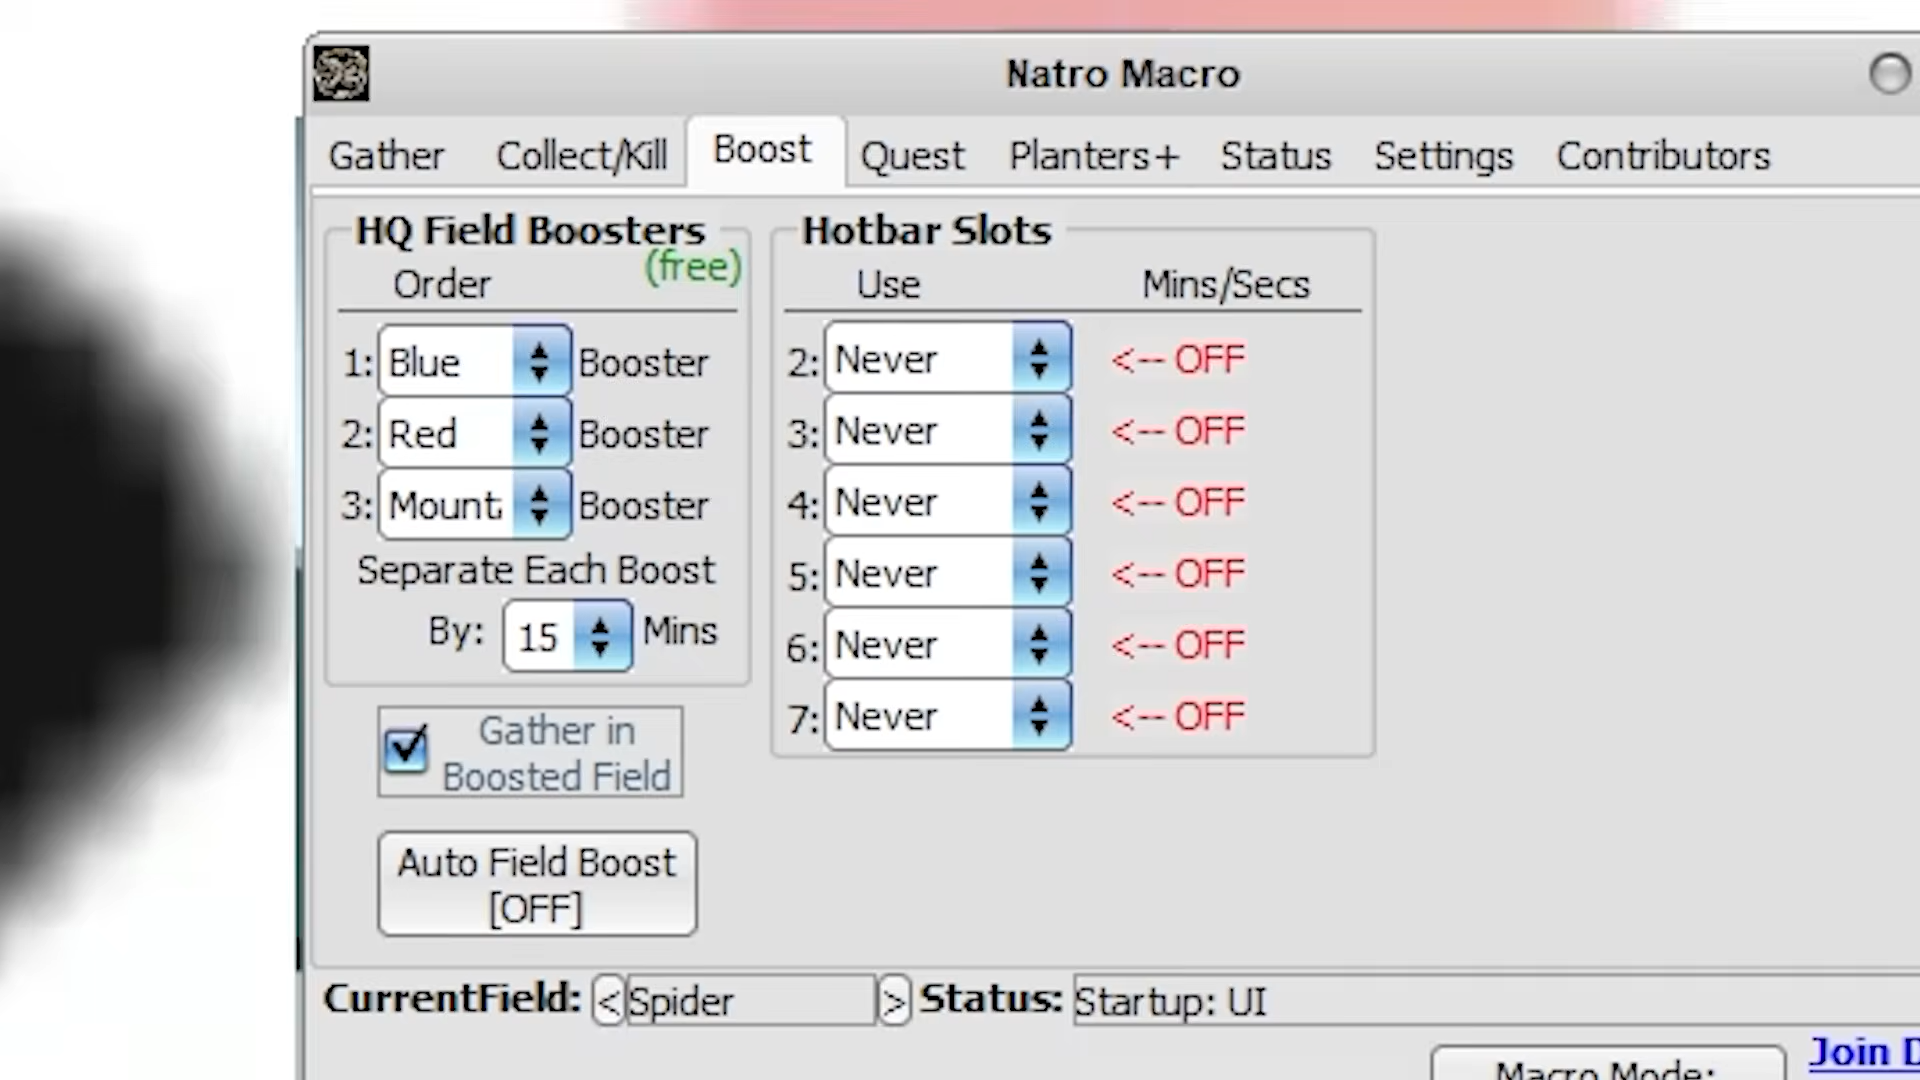 Natro Macro
Gather Collect/Kill Boost Quest Planters+ Status Settings Contributors
HQ Field Boosters
(free)
Order
1: Blue Booster
2: Red Booster
3: Mount Booster
Separate Each Boost
By: 15 Mins
Gather in
Boosted Field
Auto Field Boost
[OFF]
Hotbar Slots
Use Mins/Secs
2: Never <-- OFF
3: Never <-- OFF
4: Never <-- OFF
5: Never <-- OFF
6: Never <-- OFF
7: Never <-- OFF
CurrentField: < Spider > Status: Startup: UI
Join D
Macro Mode: